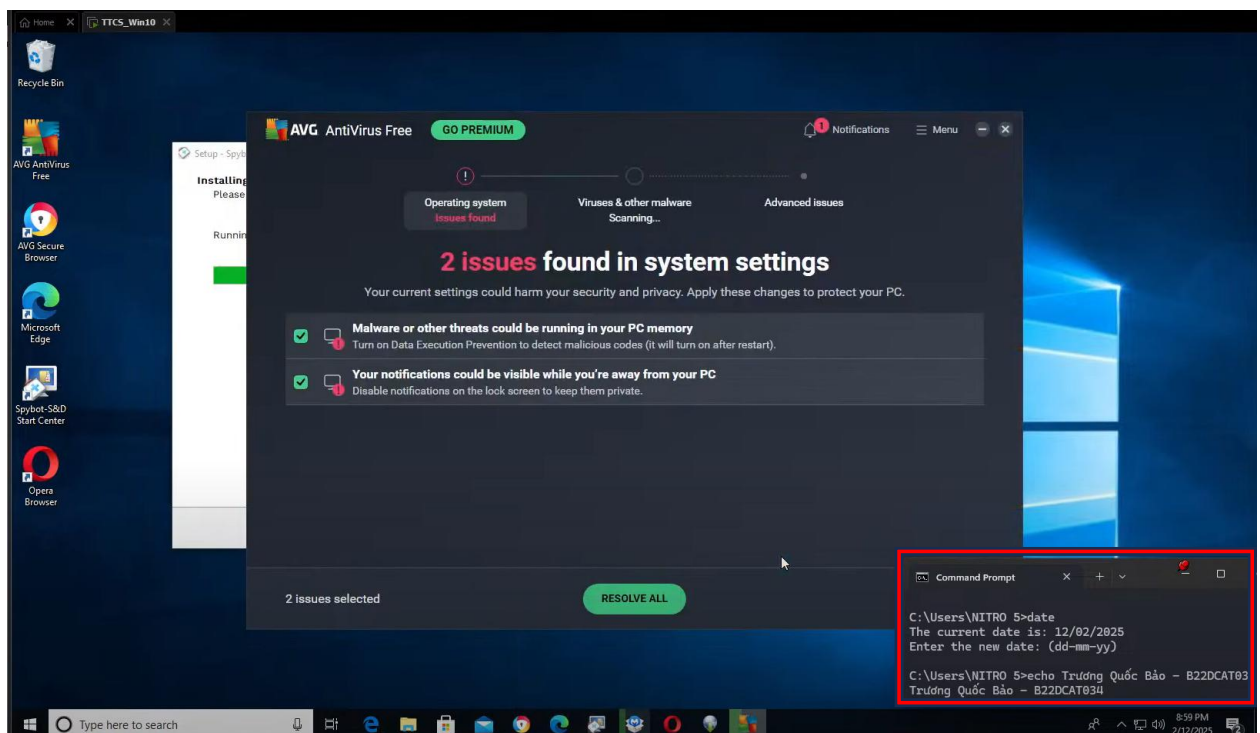 Home
TTCS_Win10
Recycle Bin
AVG AntiVirus
Free
AVG Secure
Browser
Microsoft
Edge
Spybot-S&D
Start Center
Opera
Browser
Setup - Spyb
Installing
Please
Runnin
AVG AntiVirus Free
GO PREMIUM
1
Notifications
Menu
Operating system
Issues found
Viruses & other malware
Scanning...
Advanced issues
2 issues found in system settings
Your current settings could harm your security and privacy. Apply these changes to protect your PC.
Malware or other threats could be running in your PC memory
Turn on Data Execution Prevention to detect malicious codes (it will turn on after restart).
Your notifications could be visible while you're away from your PC
Disable notifications on the lock screen to keep them private.
2 issues selected
RESOLVE ALL
Command Prompt
C:\Users\NITRO 5>date
The current date is: 12/02/2025
Enter the new date: (dd-mm-yy)
C:\Users\NITRO 5>echo Trương Quốc Bảo - B22DCAT03
Trương Quốc Bảo - B22DCAT034
Type here to search
8:59 PM
2/12/2025
2